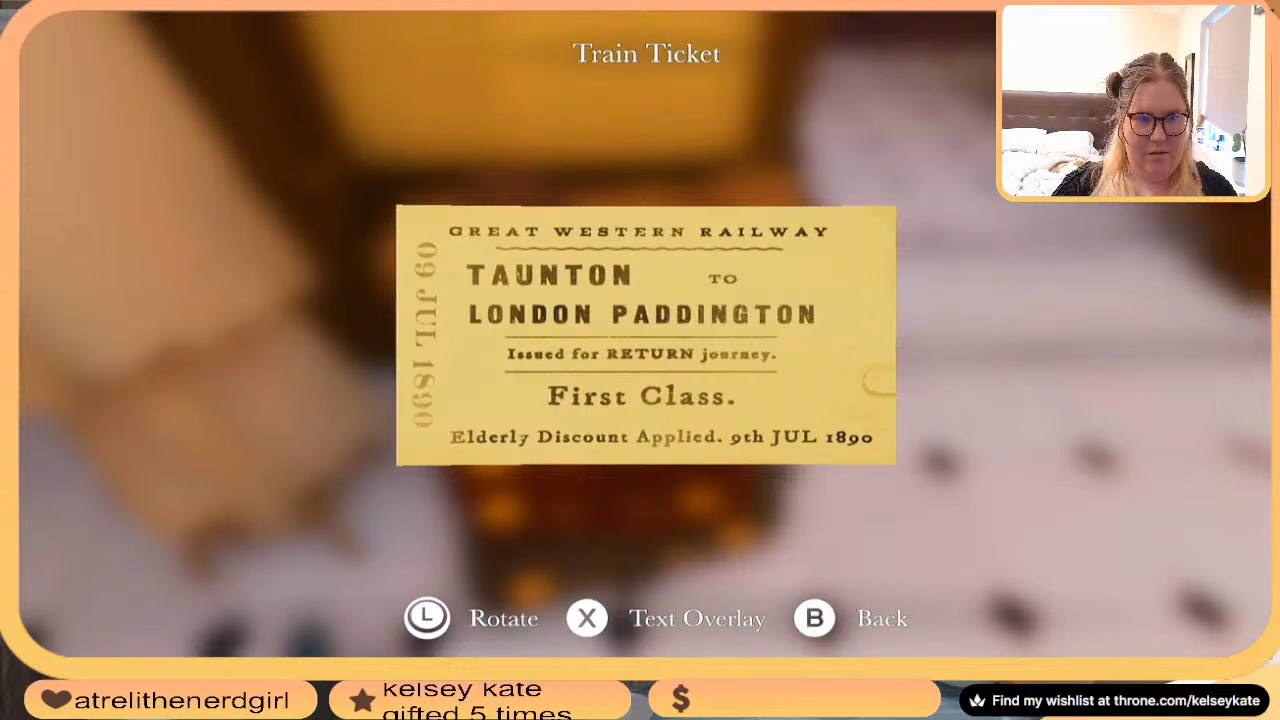 Train Ticket
GREAT WESTERN RAILWAY
09 JUL 1890
TAUNTON TO
LONDON PADDINGTON
Issued for RETURN journey.
First Class.
Elderly Discount Applied. 9th JUL 1890
L Rotate X Text Overlay B Back
atrelithenerdgirl
kelsey kate
gifted 5 times
$
Find my wishlist at throne.com/kelseykate